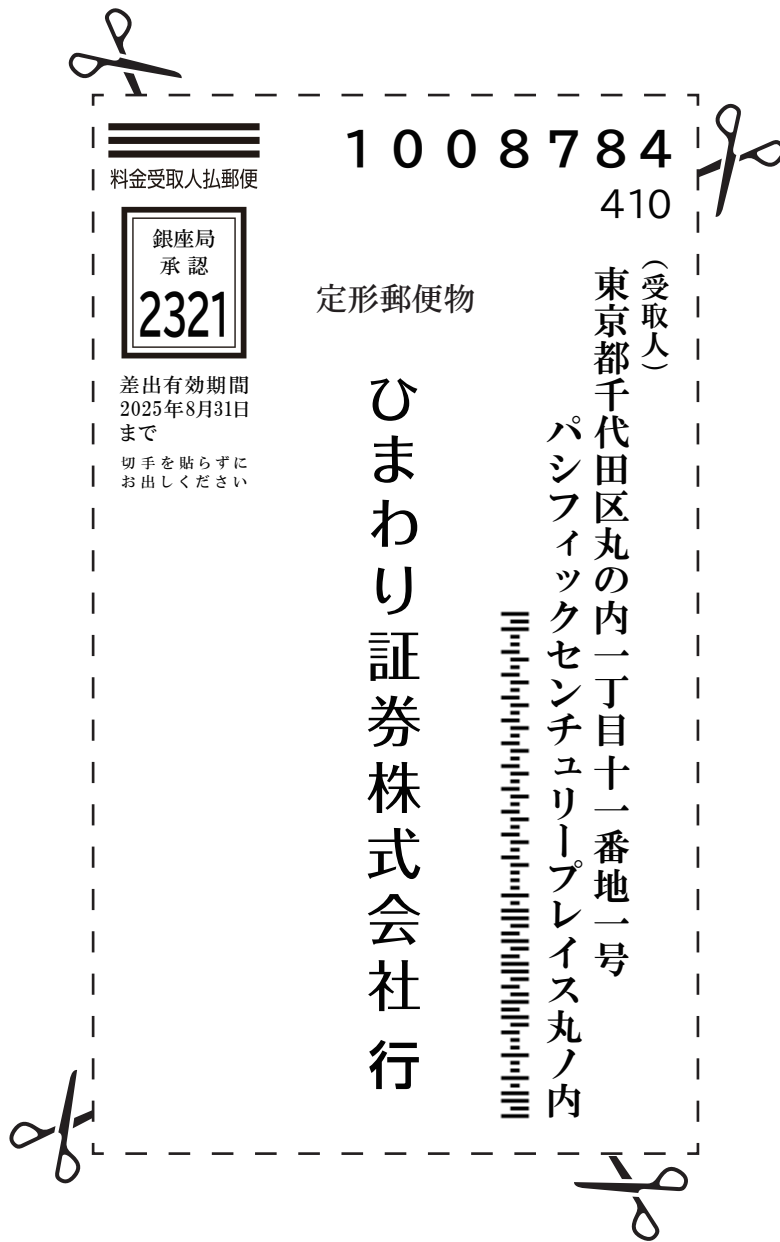 料金受取人払郵便
銀座局
承認
2321
差出有効期間
2025年8月31日
まで
切手を貼らずに
お出しください
1008784
410
定形郵便物
(受取人)
東京都千代田区丸の内一丁目十一番地一号
パシフィックセンチュリープレイス丸ノ内
ひまわり証券株式会社 行